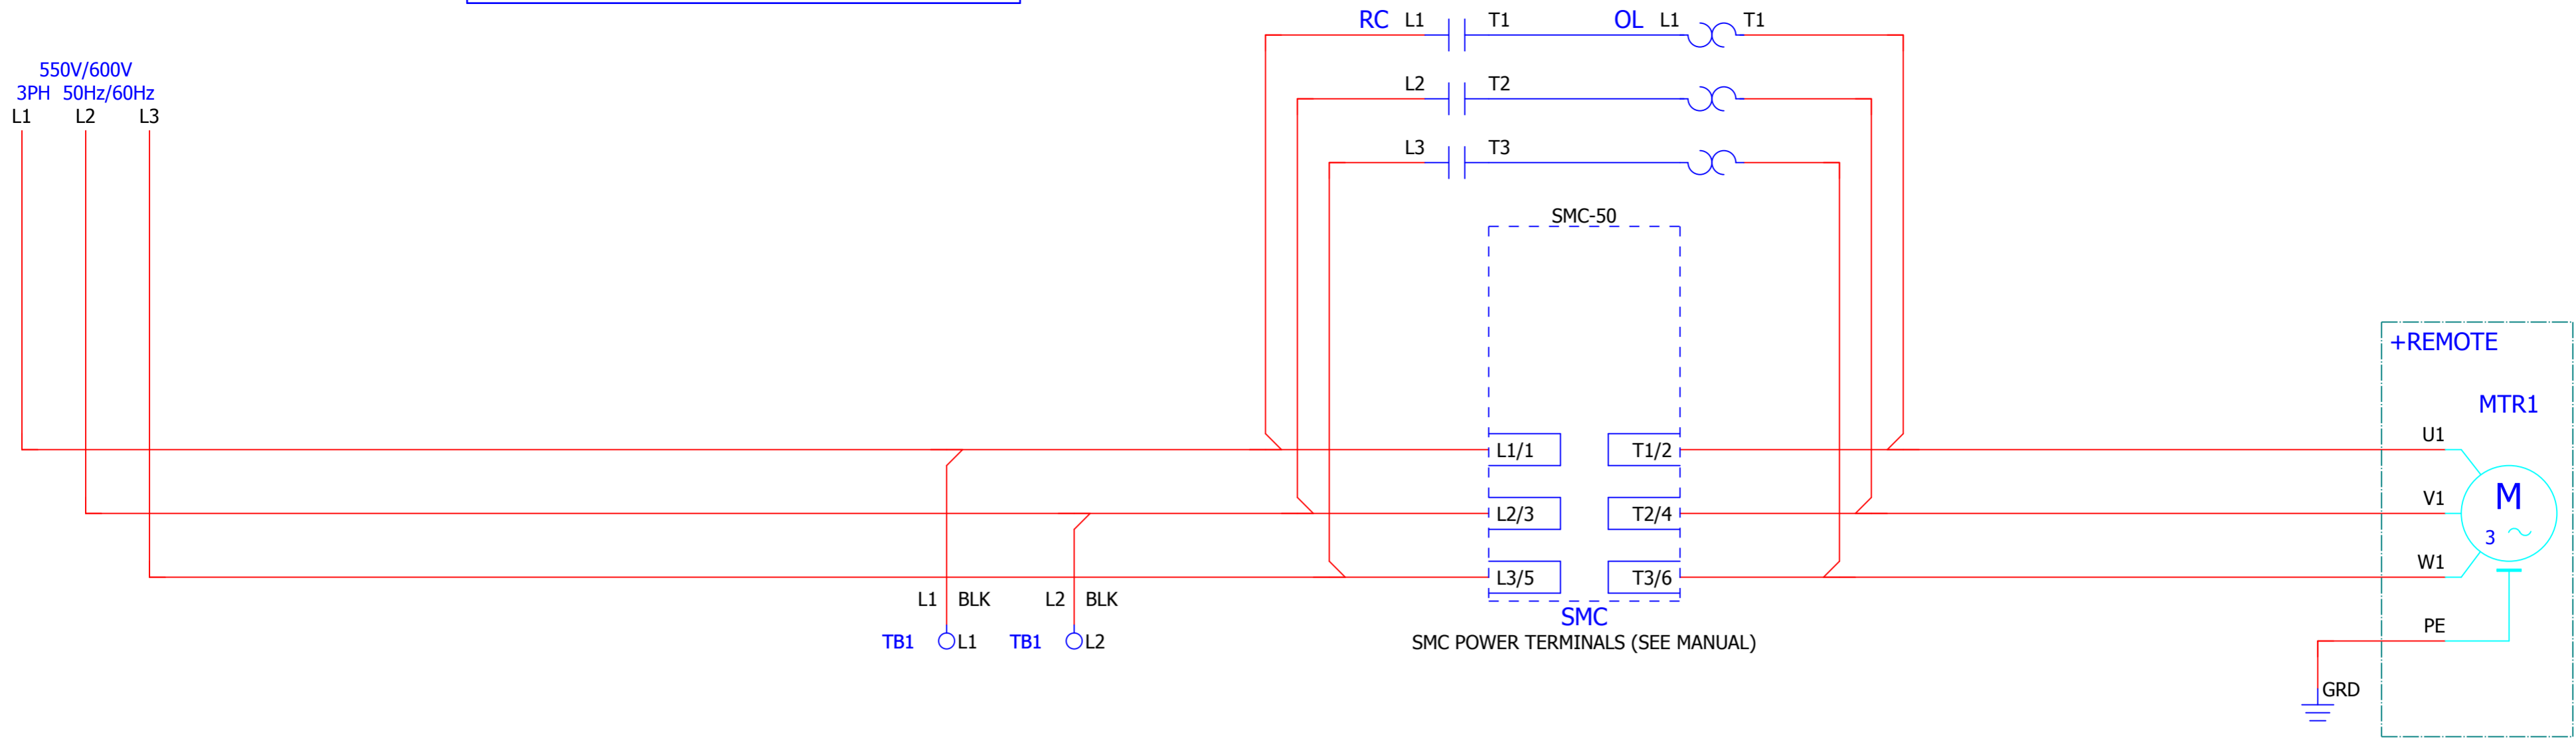 RC L1 T1 OL L1 T1
550V/600V
3PH 50Hz/60Hz
L1 L2 L3
L2 T2
L3 T3
SMC-50
+REMOTE
MTR1
U1
L1/1 T1/2
V1
M
3
L2/3 T2/4
W1
L3/5 T3/6
L1 BLK L2 BLK
SMC
PE
TB1 L1 TB1 L2
SMC POWER TERMINALS (SEE MANUAL)
GRD